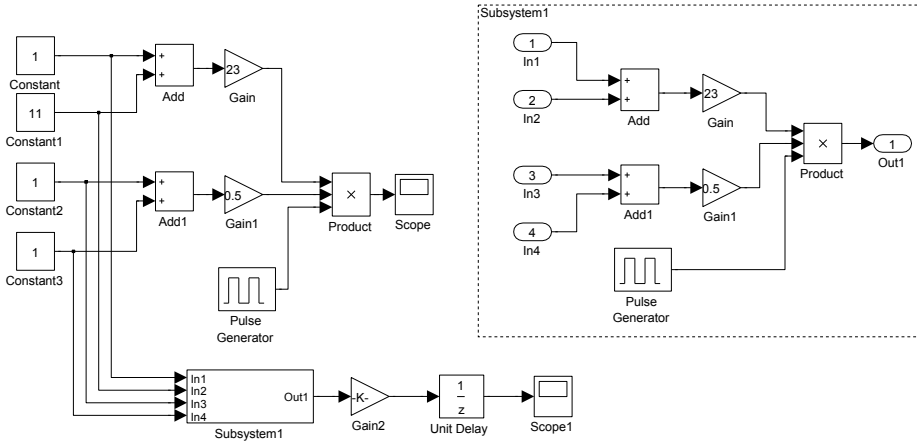 1
Constant
11
Constant1
1
Constant2
1
Constant3
+
+
Add
23
Gain
+
+
Add1
0.5
Gain1
×
Product
Scope
Pulse
Generator
In1
In2
In3
In4
Out1
Subsystem1
-K-
Gain2
1
z
Unit Delay
Scope1
Subsystem1
1
In1
2
In2
+
+
Add
23
Gain
3
In3
4
In4
+
+
Add1
0.5
Gain1
×
Product
1
Out1
Pulse
Generator